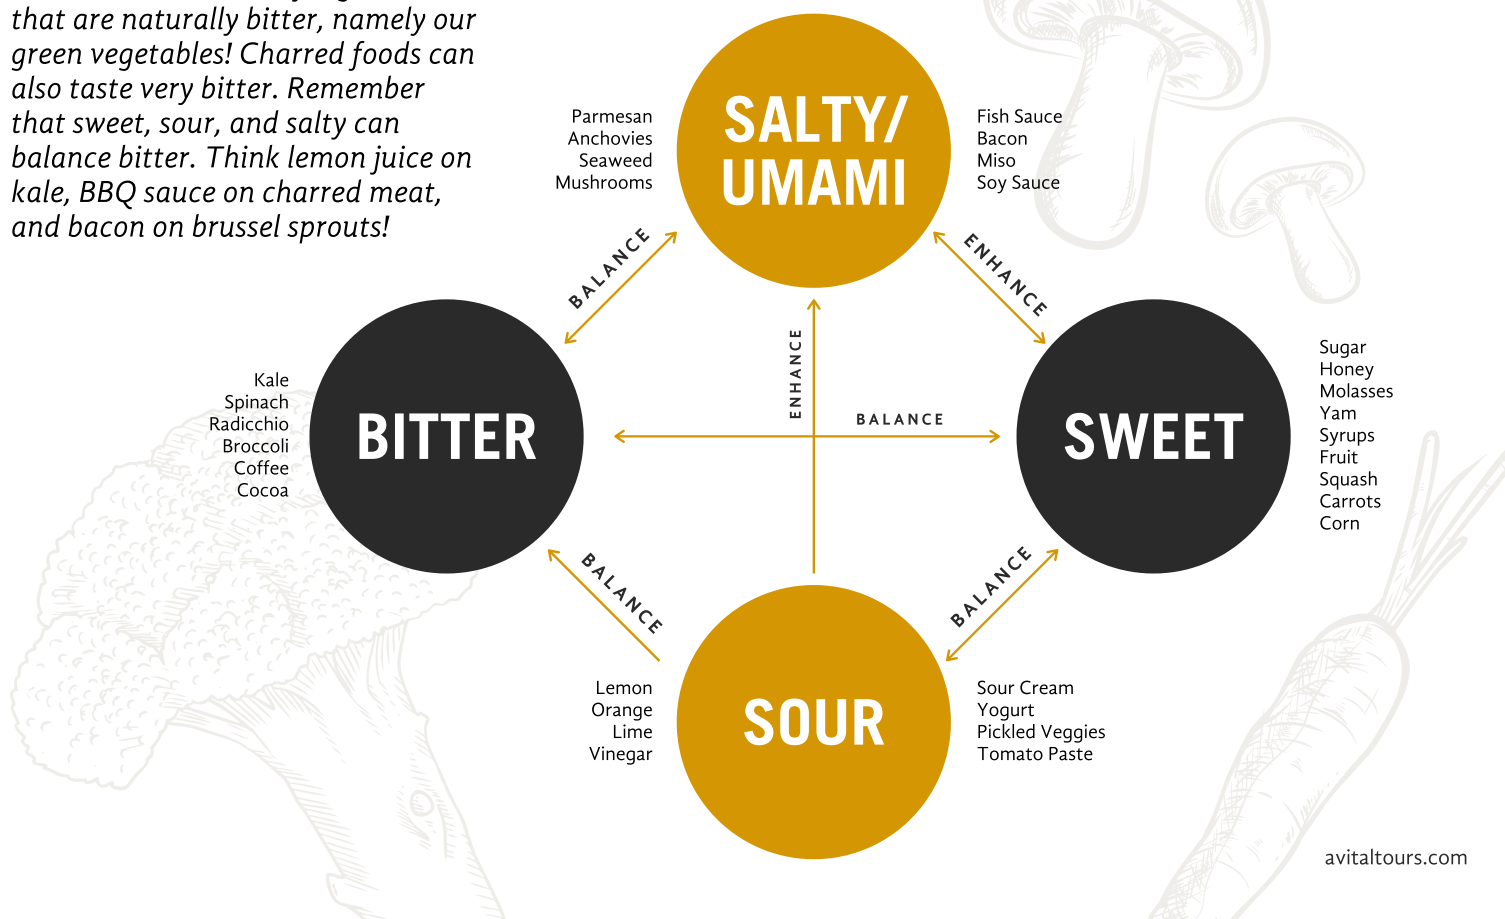 that are naturally bitter, namely our
green vegetables! Charred foods can
also taste very bitter. Remember
that sweet, sour, and salty can
balance bitter. Think lemon juice on
kale, BBQ sauce on charred meat,
and bacon on brussel sprouts!
Parmesan
Anchovies
Seaweed
Mushrooms
SALTY/
UMAMI
Fish Sauce
Bacon
Miso
Soy Sauce
BALANCE
ENHANCE
Kale
Spinach
Radicchio
Broccoli
Coffee
Cocoa
BITTER
ENHANCE
BALANCE
SWEET
Sugar
Honey
Molasses
Yam
Syrups
Fruit
Squash
Carrots
Corn
BALANCE
BALANCE
Lemon
Orange
Lime
Vinegar
SOUR
Sour Cream
Yogurt
Pickled Veggies
Tomato Paste
avitaltours.com